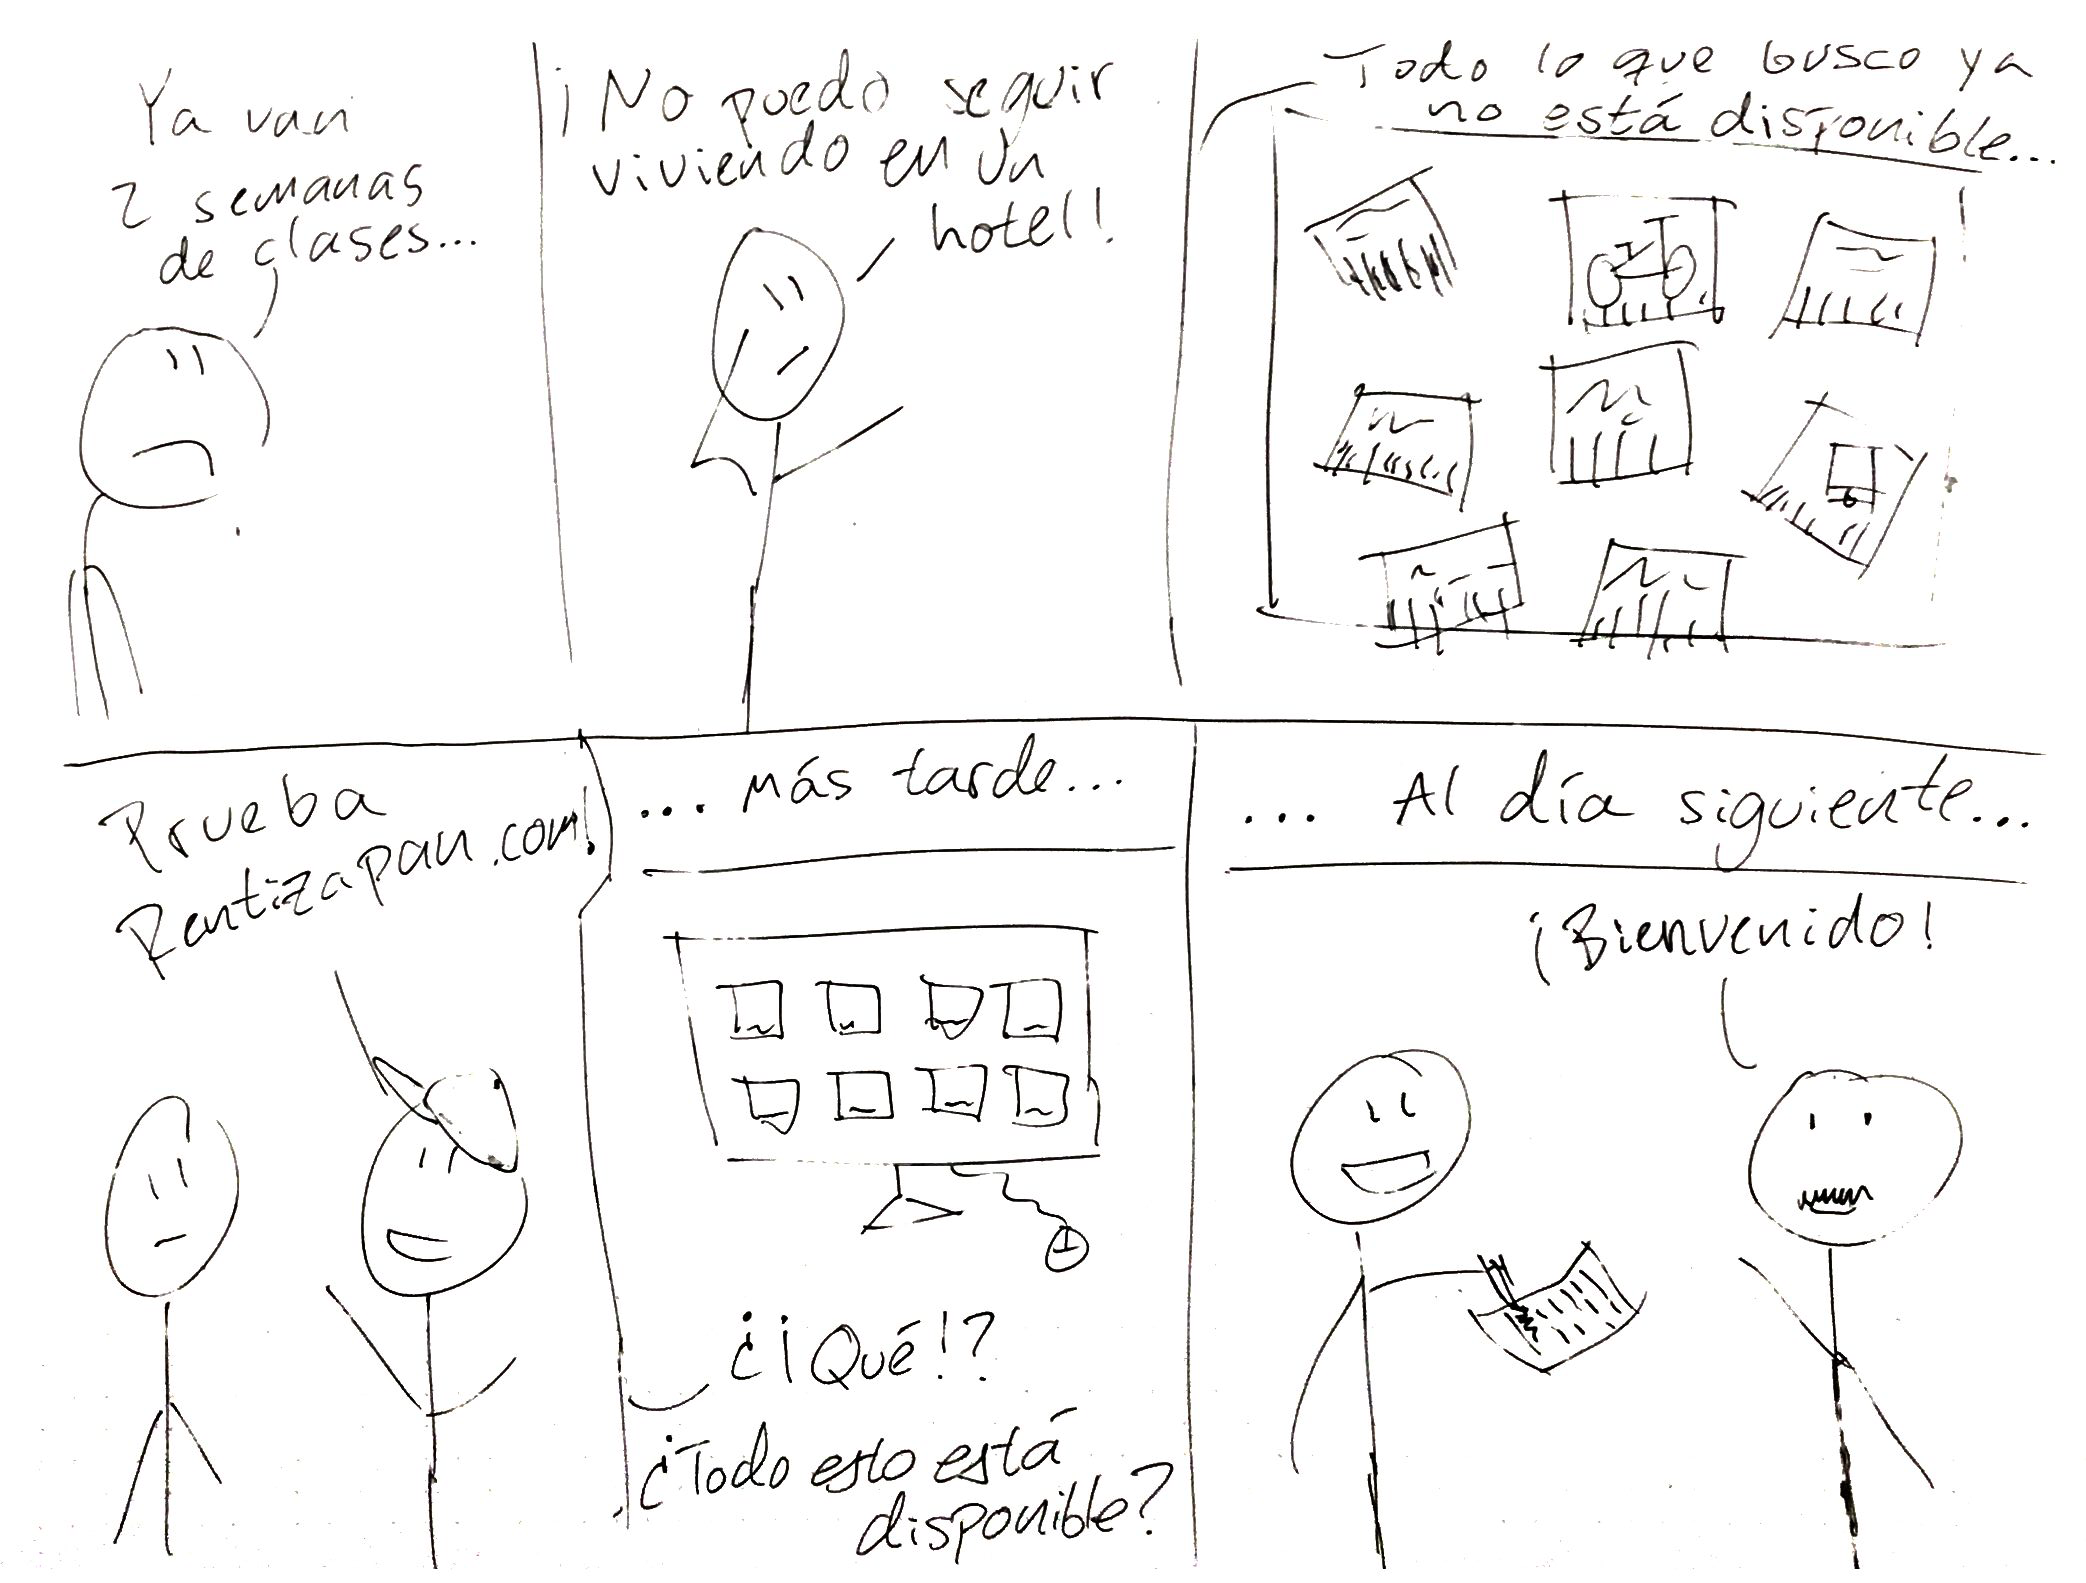 Ya van
2 semanas
de clases...
¡No puedo seguir
viviendo en un
hotel!
Todo lo que busco ya
no está disponible...
Prueba
Rentizapan.com!
... Más tarde...
¿¡Qué!?
¿Todo esto está
disponible?
... Al día siguiente...
¡Bienvenido!